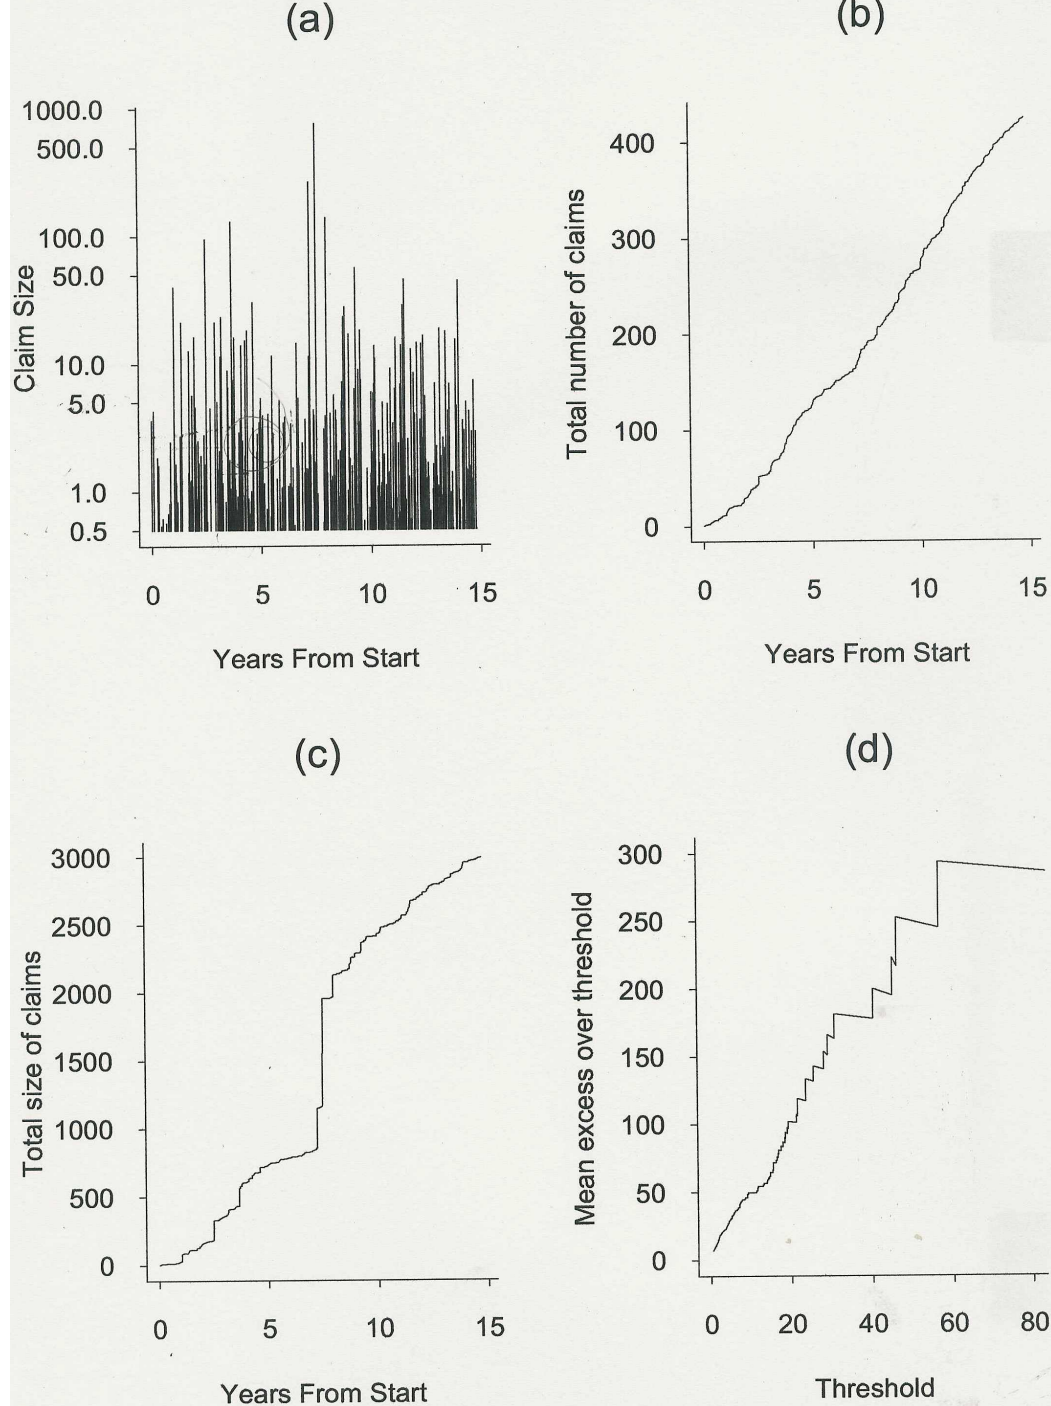 (a)
1000.0
500.0
100.0
50.0
10.0
5.0
1.0
0.5
Claim Size
0 5 10 15
Years From Start
(b)
400
300
200
100
0
Total number of claims
0 5 10 15
Years From Start
(c)
3000
2500
2000
1500
1000
500
0
Total size of claims
0 5 10 15
Years From Start
(d)
300
250
200
150
100
50
0
Mean excess over threshold
0 20 40 60 80
Threshold